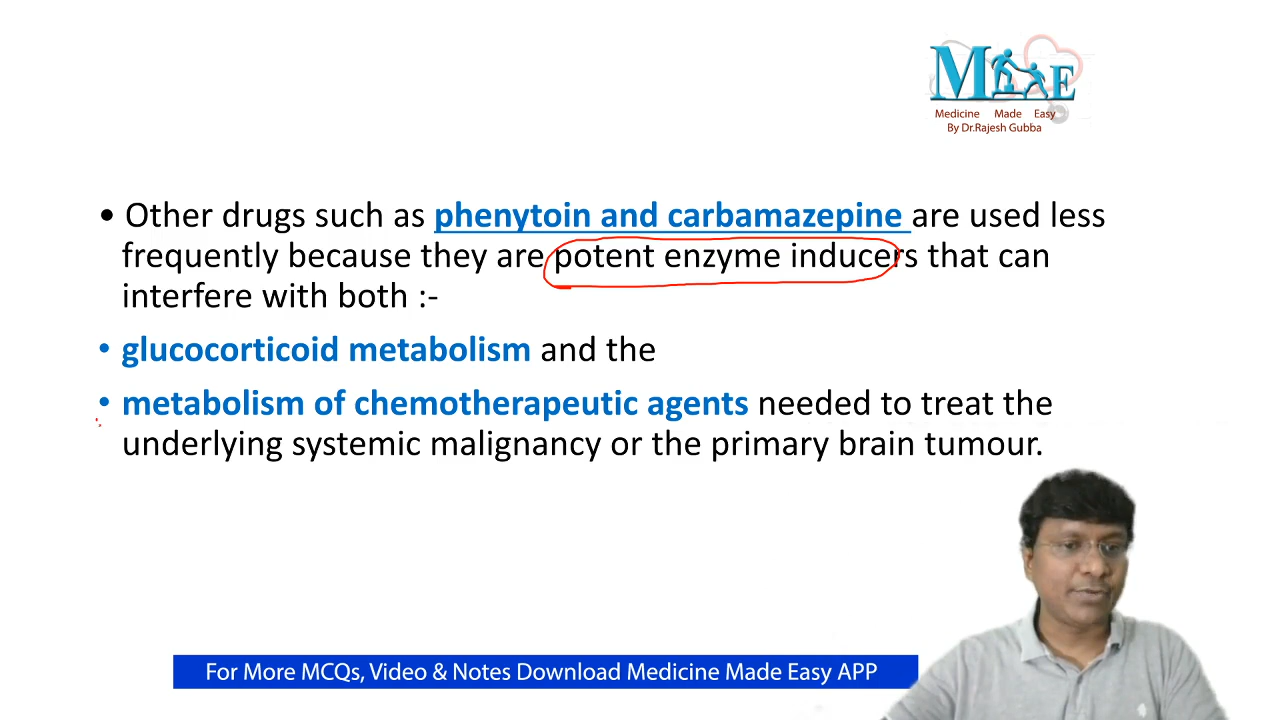 M E
Medicine Made Easy
By Dr.Rajesh Gubba
• Other drugs such as phenytoin and carbamazepine are used less
frequently because they are potent enzyme inducers that can
interfere with both :-
• glucocorticoid metabolism and the
• metabolism of chemotherapeutic agents needed to treat the
underlying systemic malignancy or the primary brain tumour.
For More MCQs, Video & Notes Download Medicine Made Easy APP